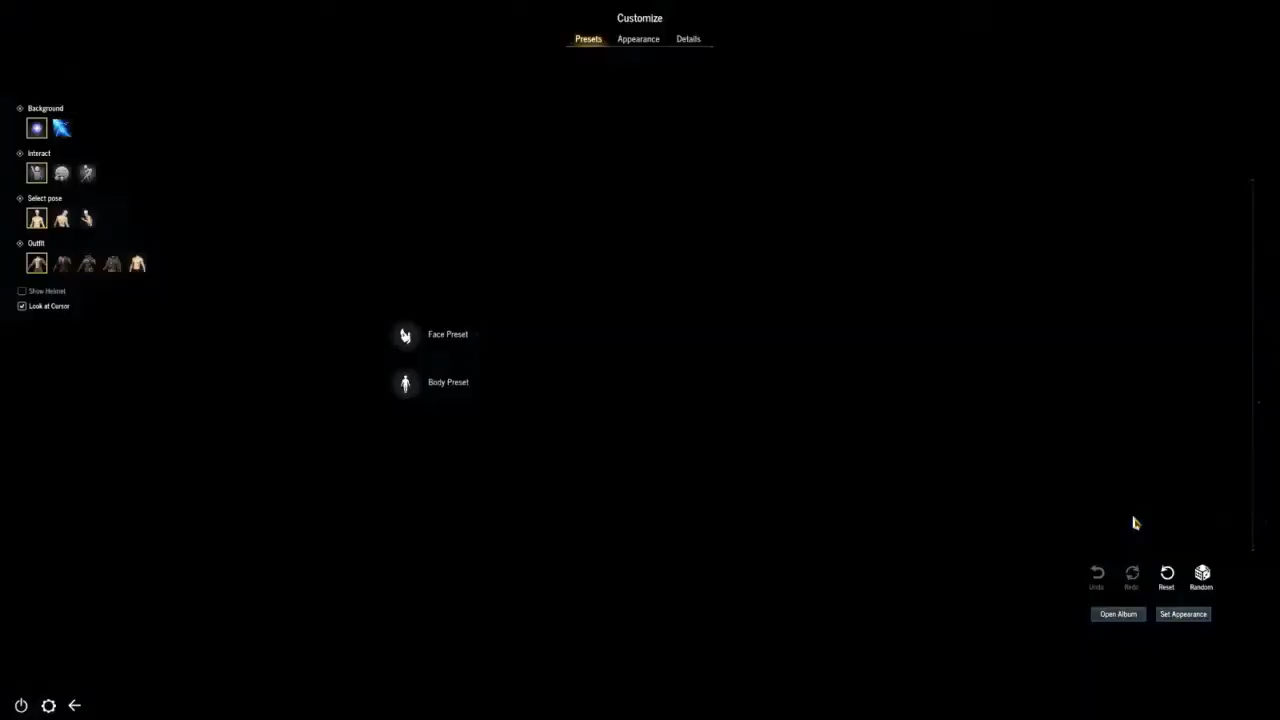 Customize
Presets Appearance Details
Background
Interact
Select pose
Outfit
Show Helmet
Look at Cursor
Face Preset
Body Preset
Undo Redo Reset Random
Open Album Set Appearance